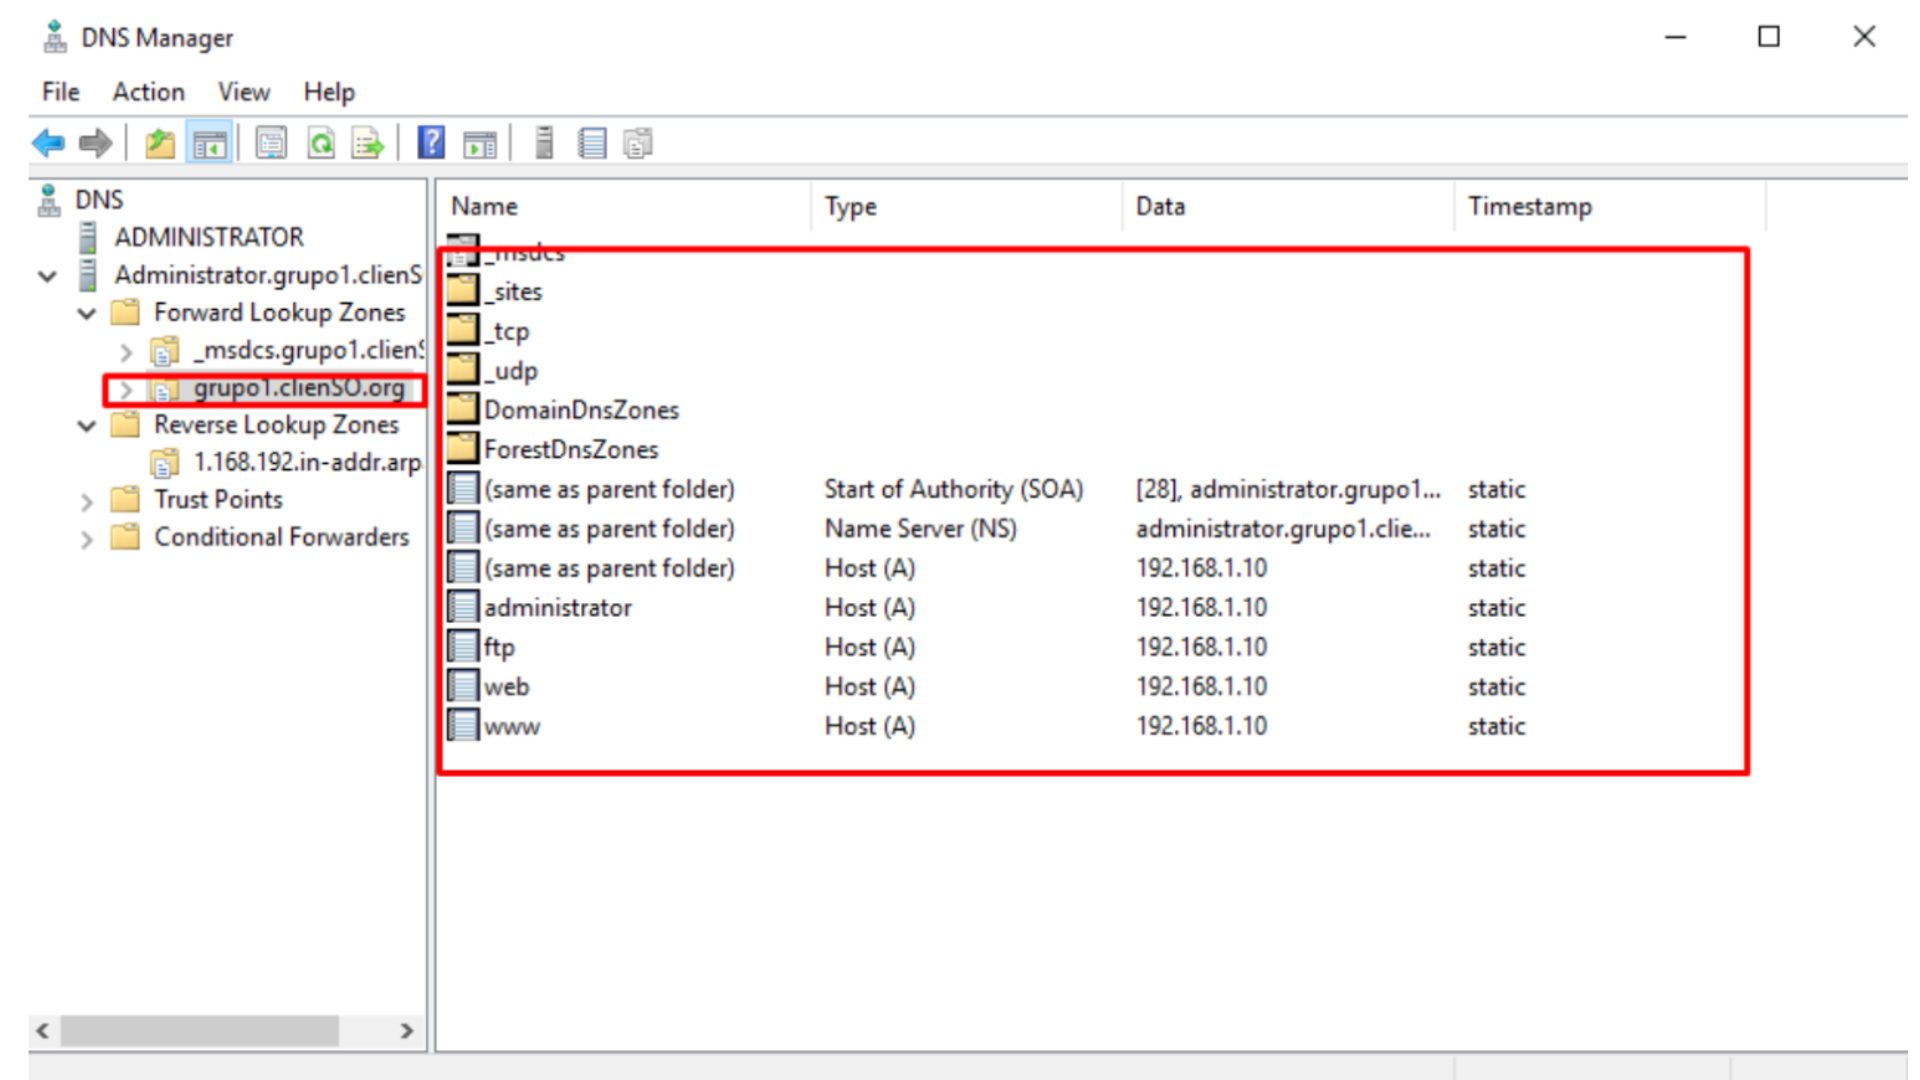 DNS Manager
File Action View Help
DNS
ADMINISTRATOR
Administrator.grupo1.clienS
Forward Lookup Zones
_msdcs.grupo1.clien
grupo1.clienSO.org
Reverse Lookup Zones
1.168.192.in-addr.arp
Trust Points
Conditional Forwarders
Name Type Data Timestamp
_msdcs
_sites
_tcp
_udp
DomainDnsZones
ForestDnsZones
(same as parent folder) Start of Authority (SOA) [28], administrator.grupo1... static
(same as parent folder) Name Server (NS) administrator.grupo1.clie... static
(same as parent folder) Host (A) 192.168.1.10 static
administrator Host (A) 192.168.1.10 static
ftp Host (A) 192.168.1.10 static
web Host (A) 192.168.1.10 static
www Host (A) 192.168.1.10 static